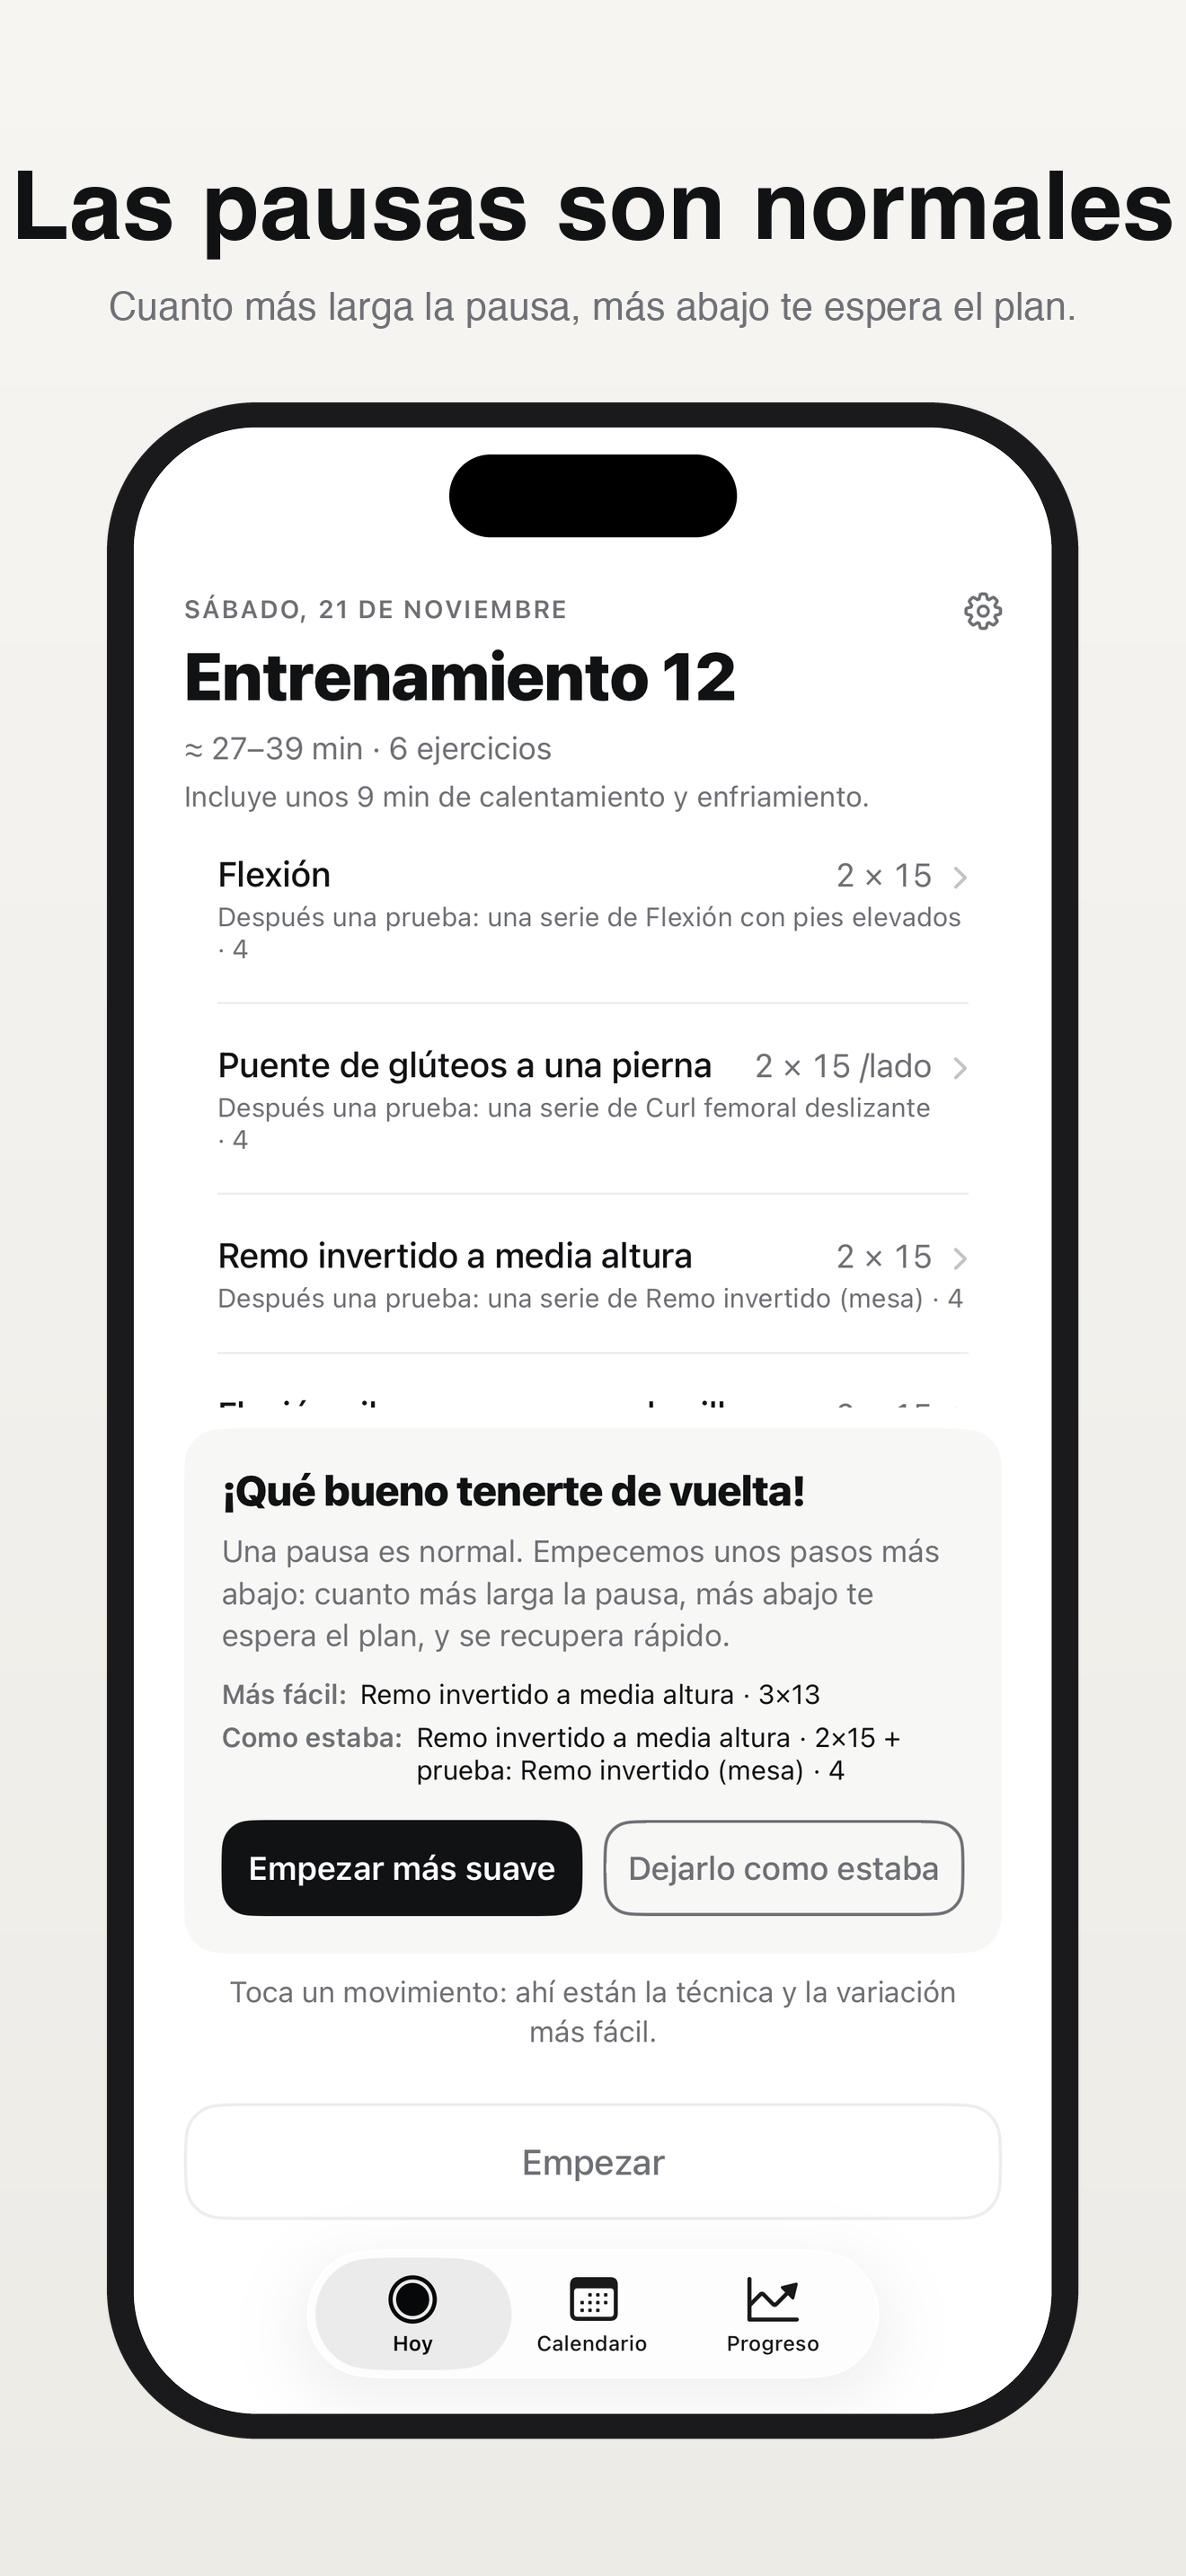 Las pausas son normales
Cuanto más larga la pausa, más abajo te espera el plan.
SÁBADO, 21 DE NOVIEMBRE
Entrenamiento 12
≈ 27–39 min · 6 ejercicios
Incluye unos 9 min de calentamiento y enfriamiento.
Flexión 2 × 15
Después una prueba: una serie de Flexión con pies elevados
· 4
Puente de glúteos a una pierna 2 × 15 /lado
Después una prueba: una serie de Curl femoral deslizante
· 4
Remo invertido a media altura 2 × 15
Después una prueba: una serie de Remo invertido (mesa) · 4
¡Qué bueno tenerte de vuelta!
Una pausa es normal. Empecemos unos pasos más
abajo: cuanto más larga la pausa, más abajo te
espera el plan, y se recupera rápido.
Más fácil: Remo invertido a media altura · 3×13
Como estaba: Remo invertido a media altura · 2×15 +
prueba: Remo invertido (mesa) · 4
Empezar más suave Dejarlo como estaba
Toca un movimiento: ahí están la técnica y la variación
más fácil.
Empezar
Hoy Calendario Progreso